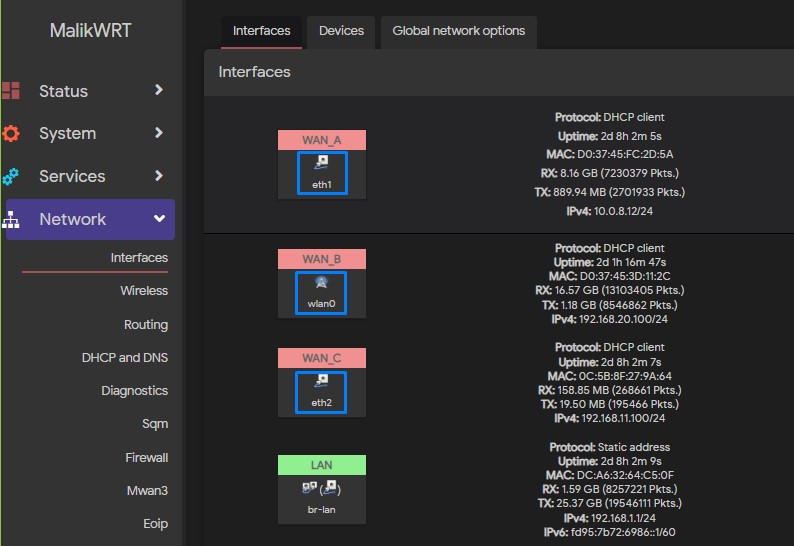 MalikWRT
Status
System
Services
Network
Interfaces
Wireless
Routing
DHCP and DNS
Diagnostics
Sqm
Firewall
Mwan3
Eoip
Interfaces Devices Global network options
Interfaces
WAN_A
eth1
Protocol: DHCP client
Uptime: 2d 8h 2m 5s
MAC: D0:37:45:FC:2D:5A
RX: 8.16 GB (7230379 Pkts.)
TX: 889.94 MB (2701933 Pkts.)
IPv4: 10.0.8.12/24
WAN_B
wlan0
Protocol: DHCP client
Uptime: 2d 1h 16m 47s
MAC: D0:37:45:3D:11:2C
RX: 16.57 GB (13103405 Pkts.)
TX: 1.18 GB (8546862 Pkts.)
IPv4: 192.168.20.100/24
WAN_C
eth2
Protocol: DHCP client
Uptime: 2d 8h 2m 7s
MAC: 0C:5B:8F:27:9A:64
RX: 158.85 MB (268661 Pkts.)
TX: 19.50 MB (195466 Pkts.)
IPv4: 192.168.11.100/24
LAN
br-lan
Protocol: Static address
Uptime: 2d 8h 2m 9s
MAC: DC:A6:32:64:C5:0F
RX: 1.59 GB (8257221 Pkts.)
TX: 25.37 GB (19546111 Pkts.)
IPv4: 192.168.1.1/24
IPv6: fd95:7b72:6986::1/60